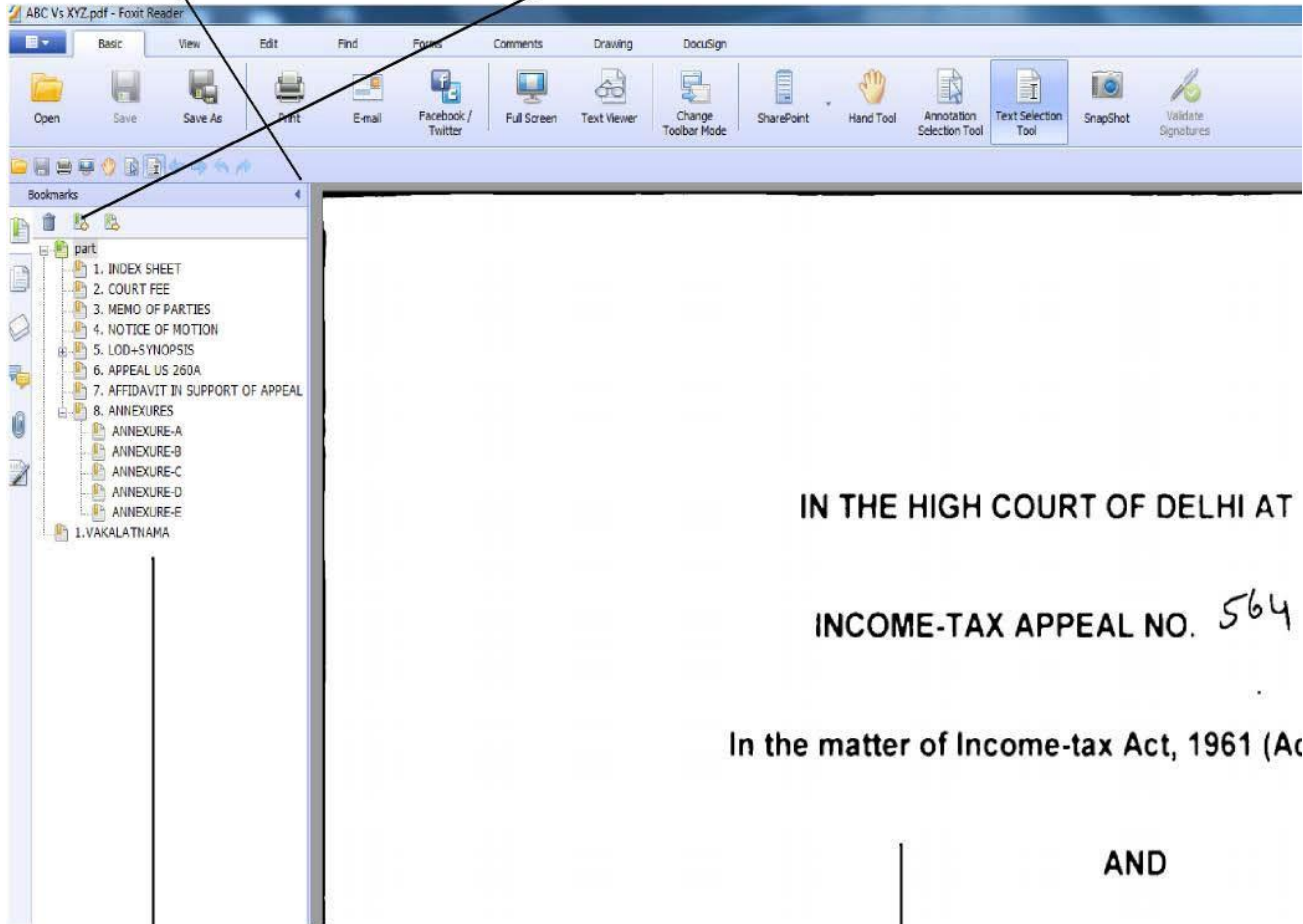 ABC Vs XYZ.pdf - Foxit Reader
Basic View Edit Find Forms Comments Drawing DocuSign
Open Save Save As Print E-mail Facebook / Twitter Full Screen Text Viewer Change Toolbar Mode SharePoint Hand Tool Annotation Selection Tool Text Selection Tool SnapShot Validate Signatures
Bookmarks
part
1. INDEX SHEET
2. COURT FEE
3. MEMO OF PARTIES
4. NOTICE OF MOTION
5. LOD+SYNOPSIS
6. APPEAL US 260A
7. AFFIDAVIT IN SUPPORT OF APPEAL
8. ANNEXURES
ANNEXURE-A
ANNEXURE-B
ANNEXURE-C
ANNEXURE-D
ANNEXURE-E
1.VAKALATNAMA
IN THE HIGH COURT OF DELHI AT
INCOME-TAX APPEAL NO. 564
In the matter of Income-tax Act, 1961 (Ac
AND